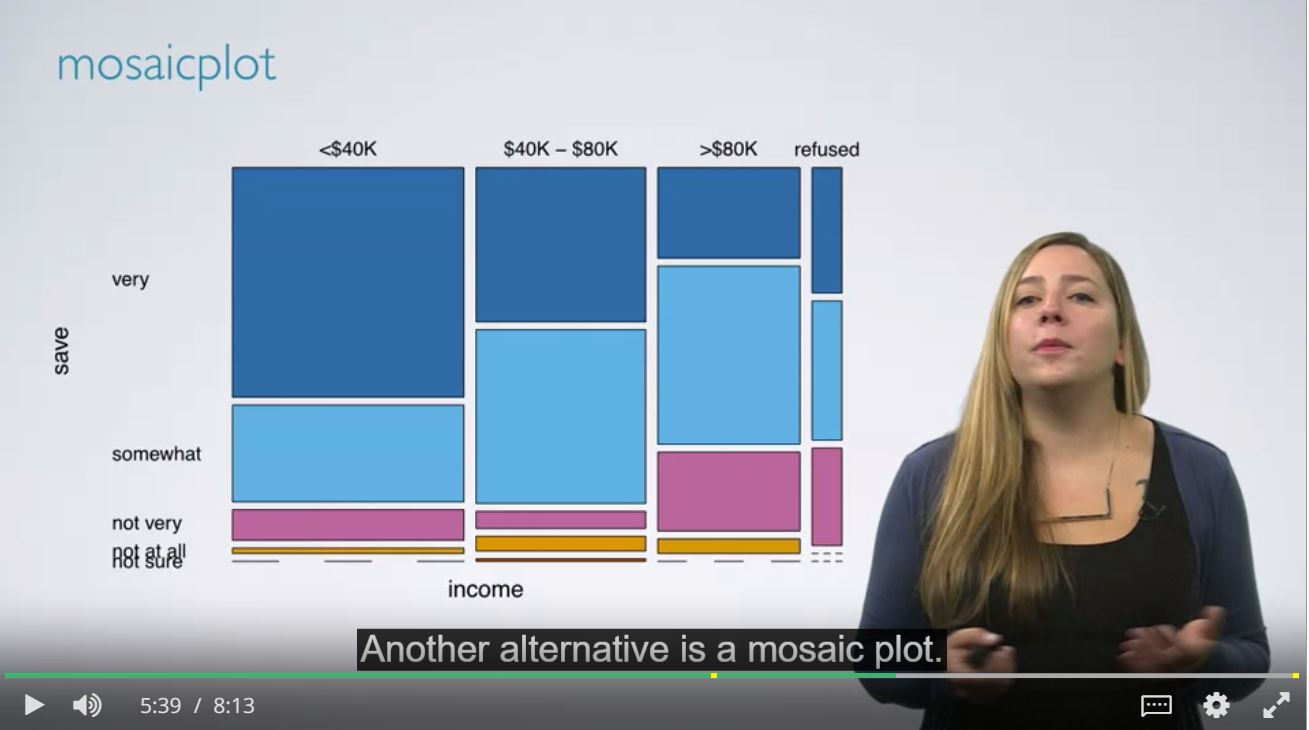 mosaicplot
<$40K $40K – $80K >$80K refused
very
save
somewhat
not very
not at all
not sure
income
Another alternative is a mosaic plot.
5:39 / 8:13